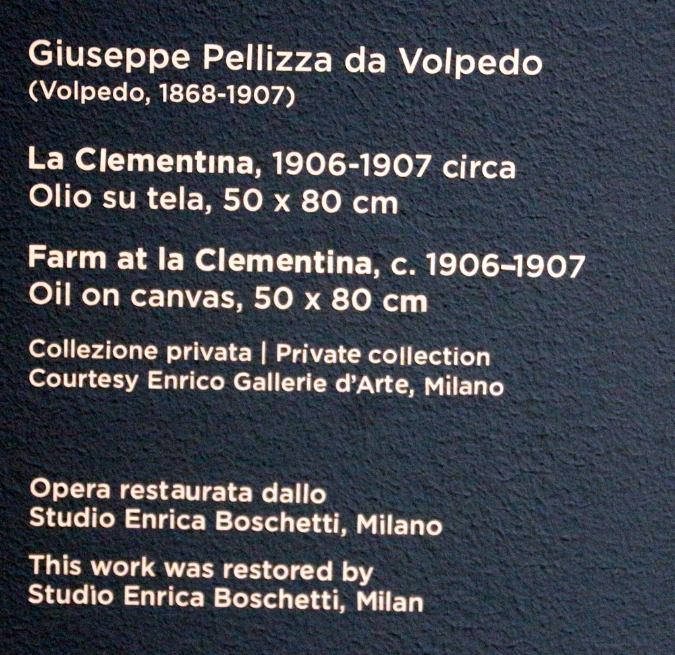 Giuseppe Pellizza da Volpedo
(Volpedo, 1868-1907)
La Clementina, 1906-1907 circa
Olio su tela, 50 x 80 cm
Farm at la Clementina, c. 1906–1907
Oil on canvas, 50 x 80 cm
Collezione privata | Private collection
Courtesy Enrico Gallerie d'Arte, Milano
Opera restaurata dallo
Studio Enrica Boschetti, Milano
This work was restored by
Studio Enrica Boschetti, Milan